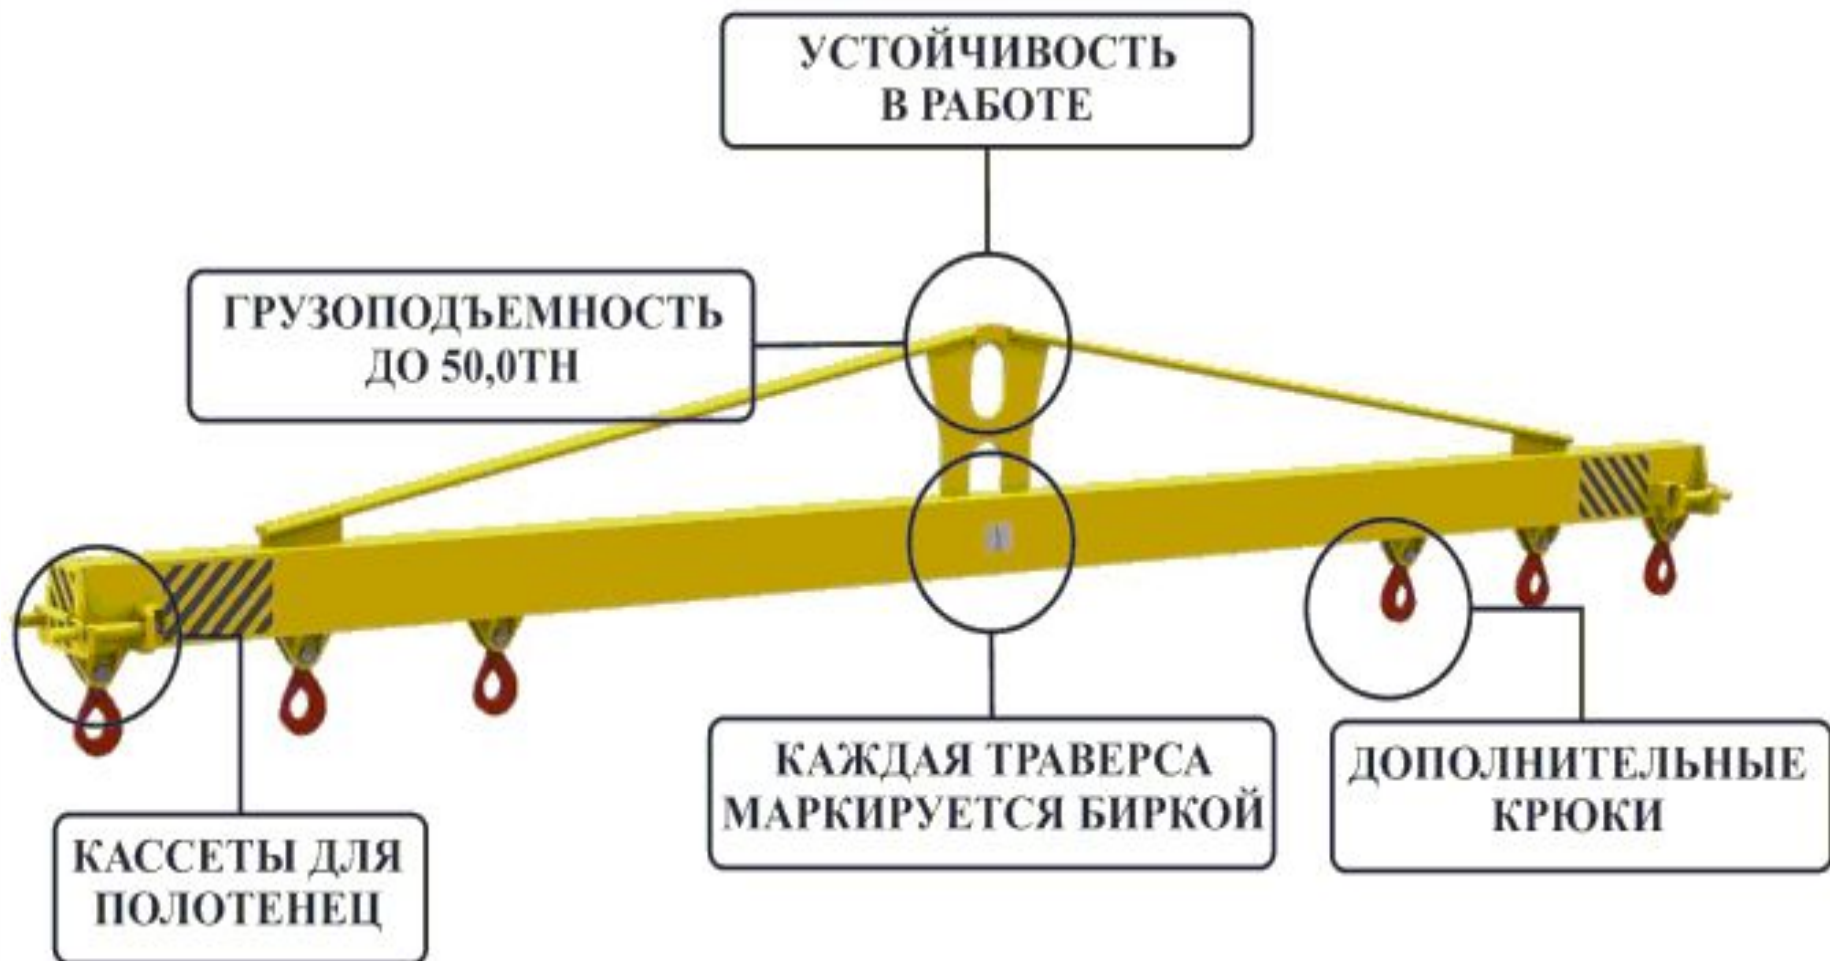 УСТОЙЧИВОСТЬ
В РАБОТЕ
ГРУЗОПОДЪЕМНОСТЬ
ДО 50,0ТН
КАЖДАЯ ТРАВЕРСА
МАРКИРУЕТСЯ БИРКОЙ
ДОПОЛНИТЕЛЬНЫЕ
КРЮКИ
КАССЕТЫ ДЛЯ
ПОЛОТЕНЕЦ